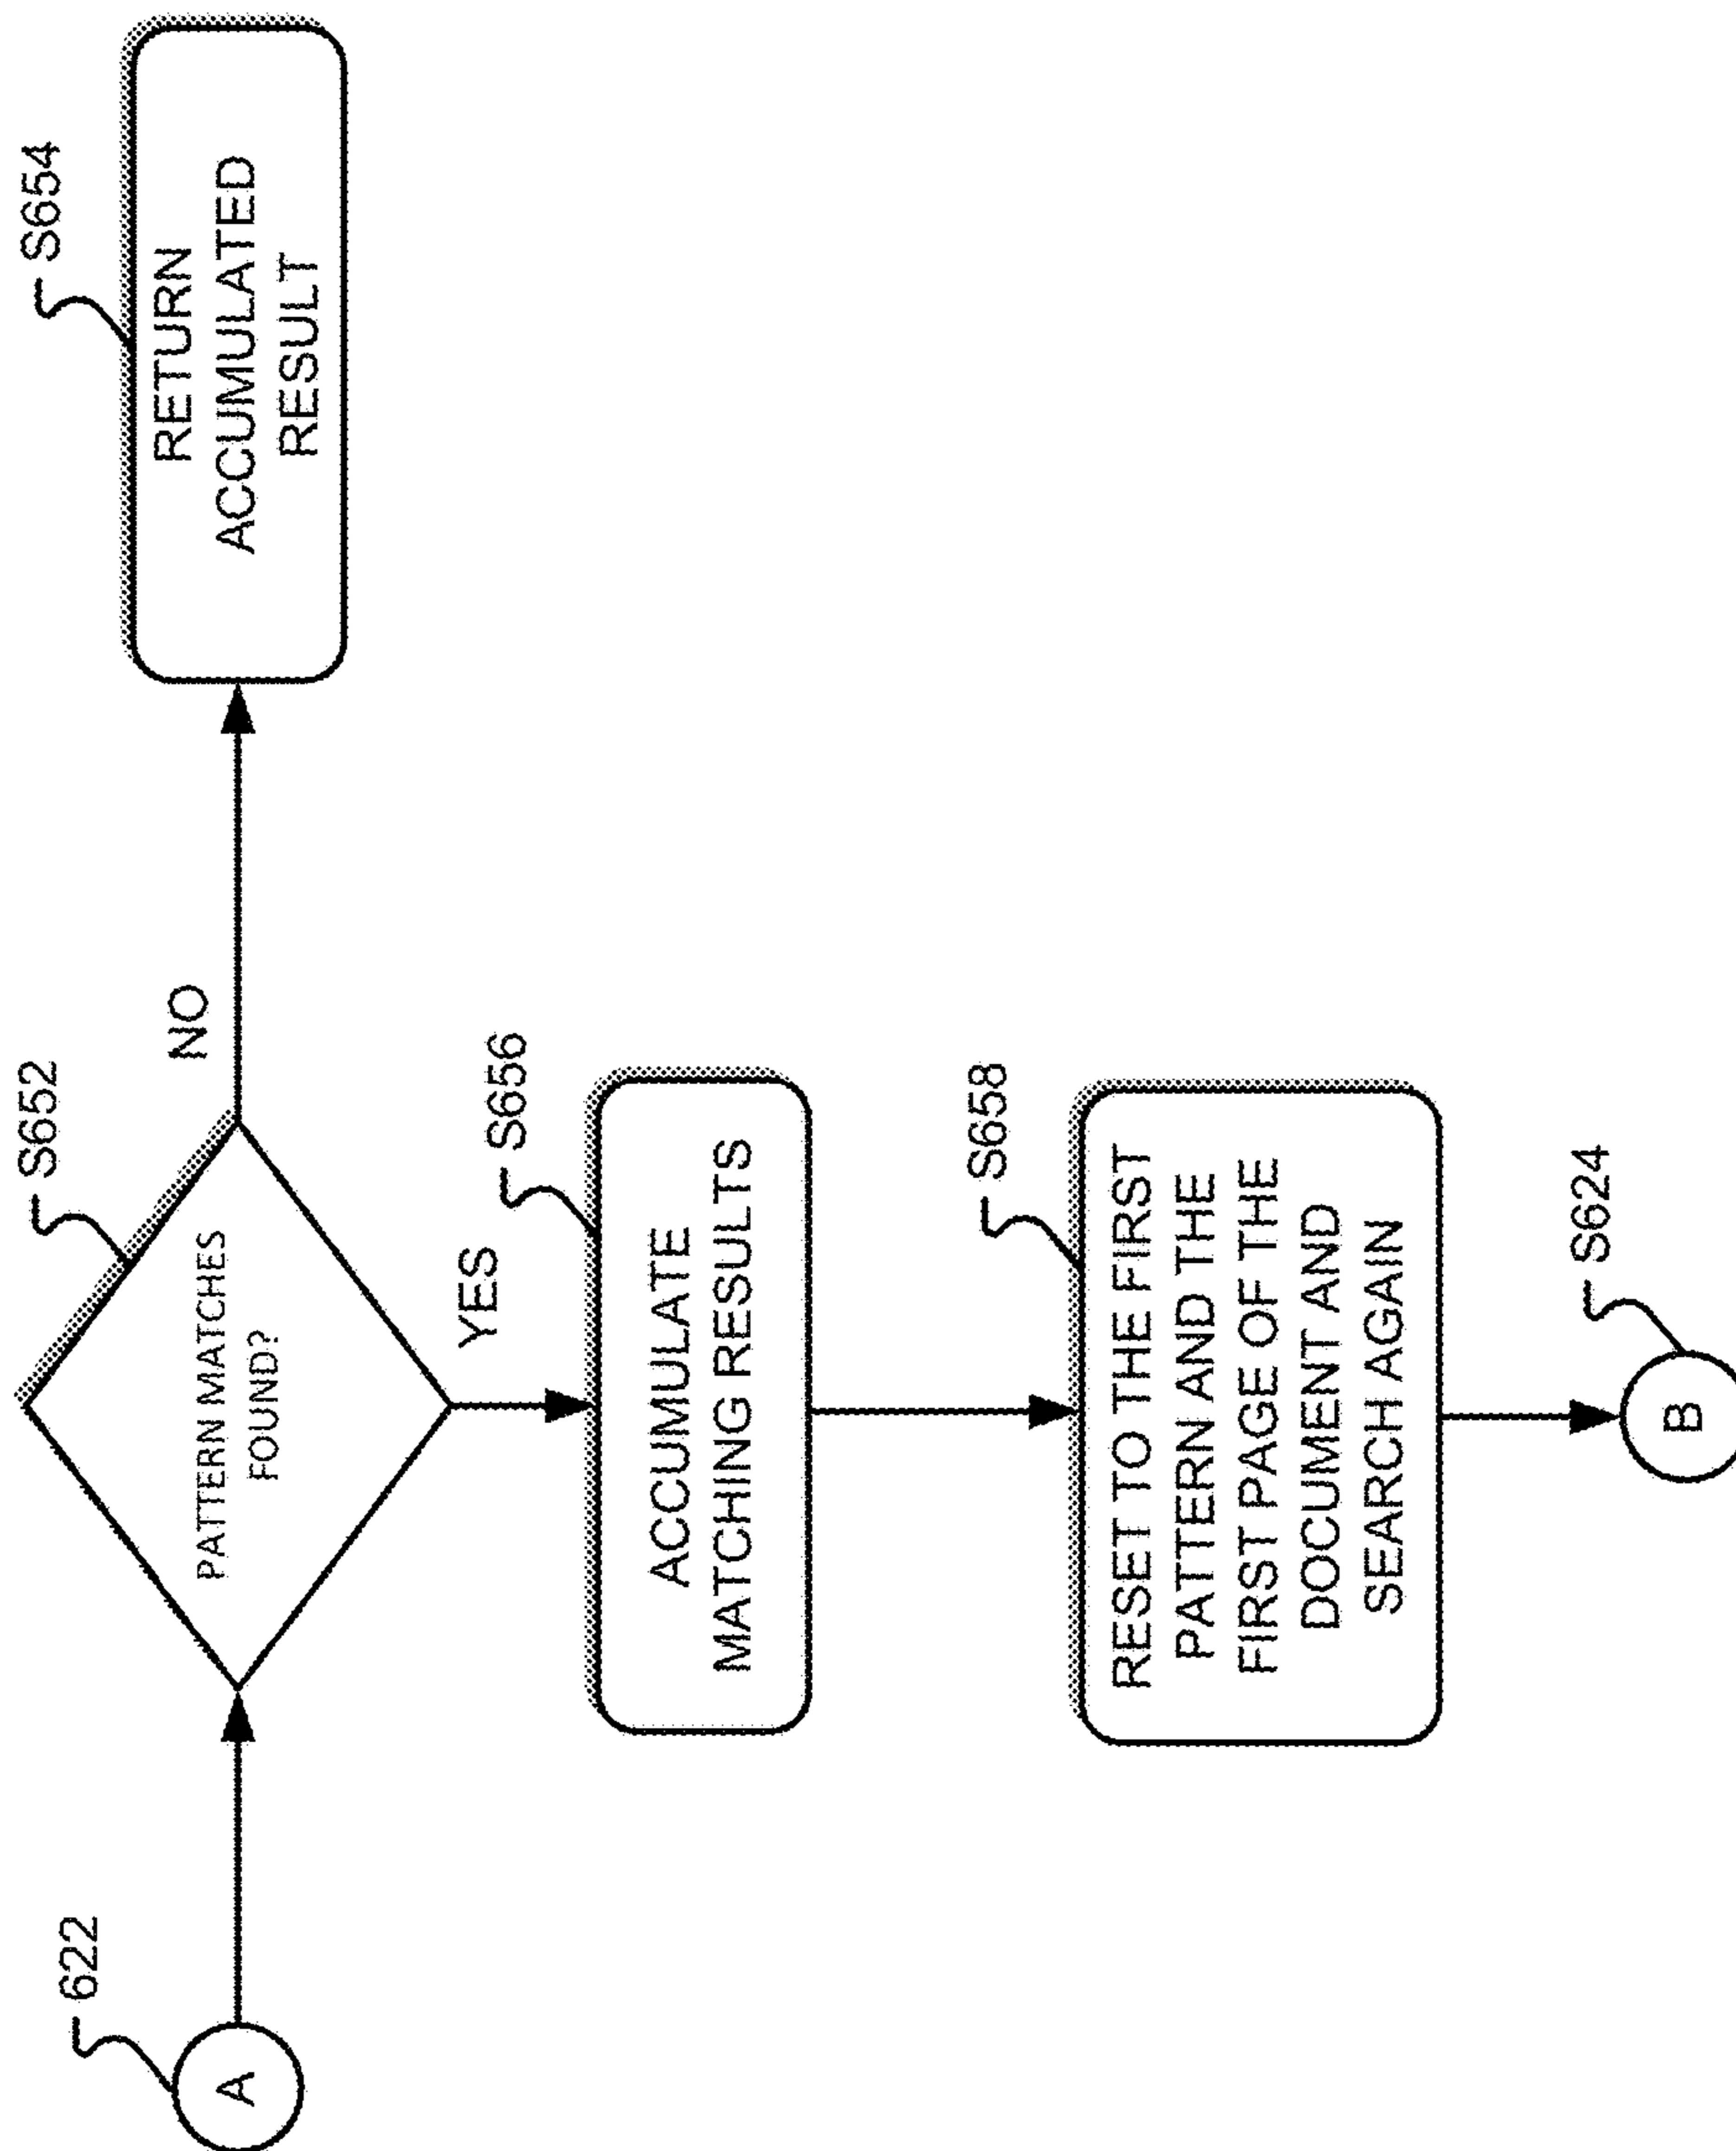 622
A
S652
PATTERN MATCHES
FOUND?
NO
S654
RETURN
ACCUMULATED
RESULT
YES
S656
ACCUMULATE
MATCHING RESULTS
S658
RESET TO THE FIRST
PATTERN AND THE
FIRST PAGE OF THE
DOCUMENT AND
SEARCH AGAIN
S624
B